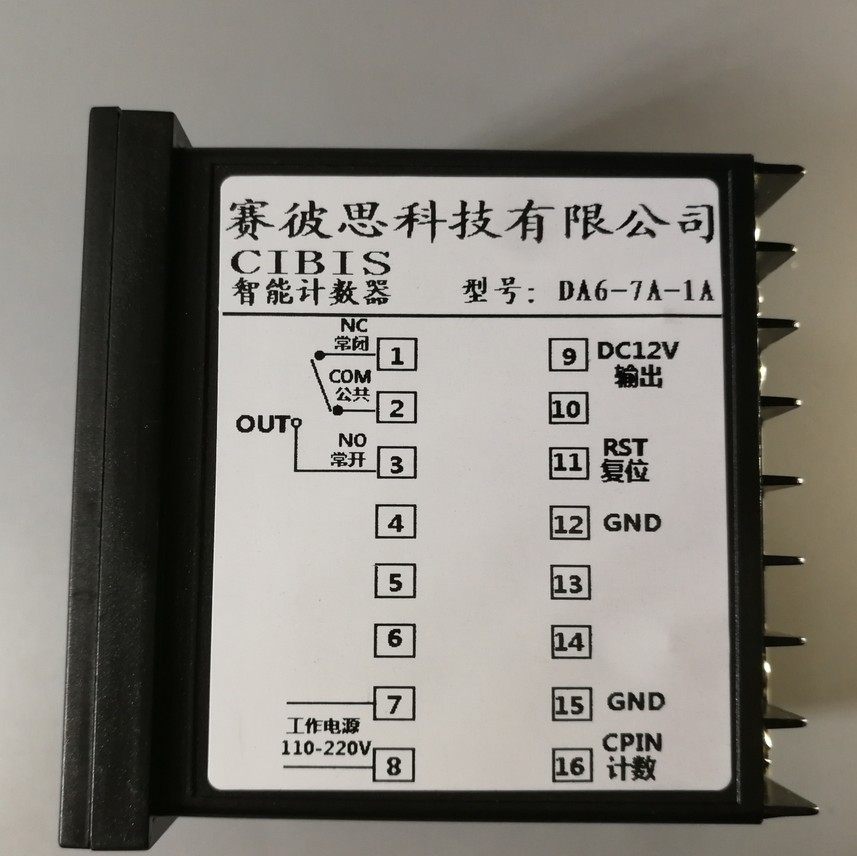 赛彼思科技有限公司
CIBIS
智能计数器 型号: DA6-7A-1A
NC
常闭
1
COM
公共
2
OUT
NO
常开
3
4
5
6
7
工作电源
110-220V
8
9 DC12V
输出
10
11 RST
复位
12 GND
13
14
15 GND
16 CPIN
计数